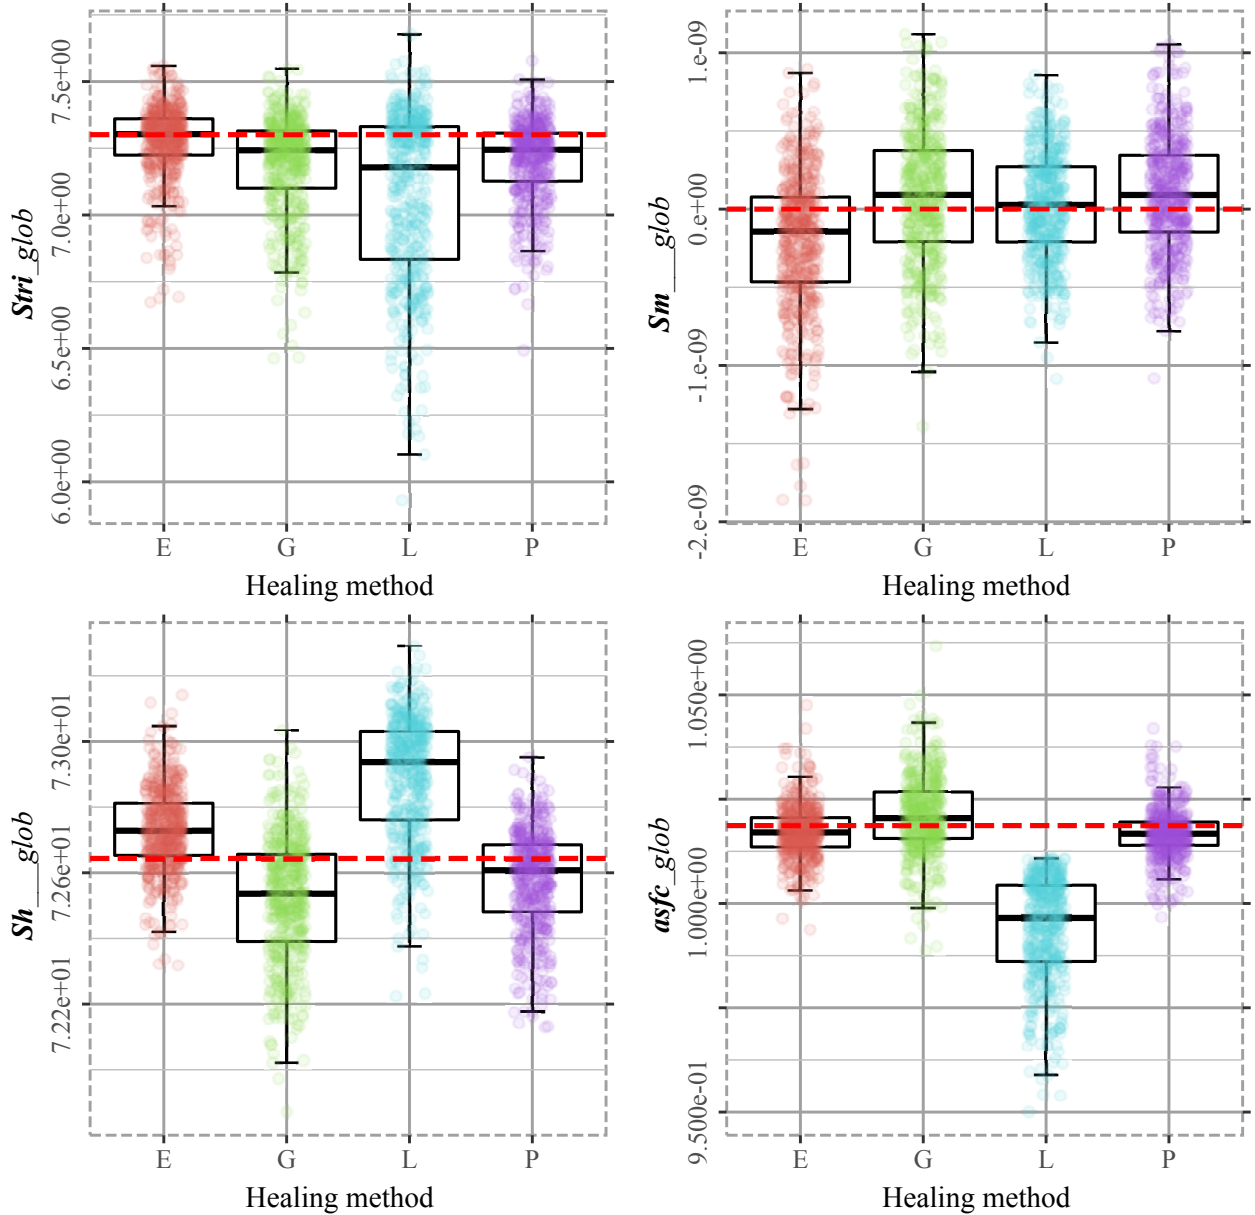 Stri_glob
7.5e+00
7.0e+00
6.5e+00
6.0e+00
E G L P
Healing method
Sm___glob
1.e-09
0.e+00
-1.e-09
-2.e-09
E G L P
Healing method
Sh___glob
7.30e+01
7.26e+01
7.22e+01
E G L P
Healing method
asfc_glob
1.050e+00
1.000e+00
9.500e-01
E G L P
Healing method